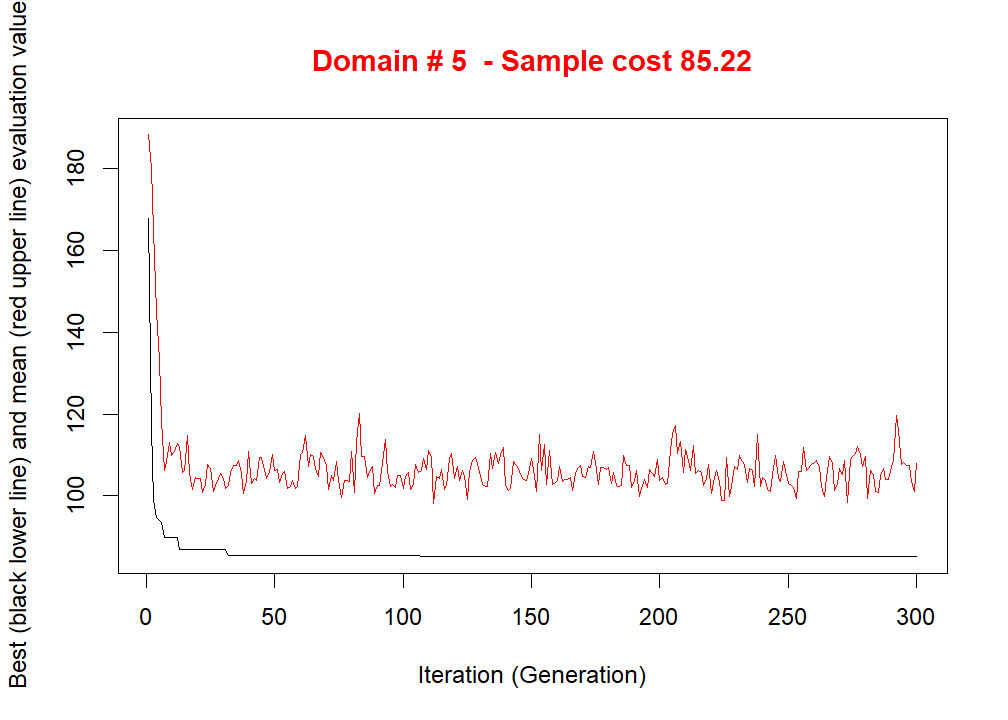 Domain # 5  - Sample cost 85.22
Best (black lower line) and mean (red upper line) evaluation value
180
160
140
120
100
0 50 100 150 200 250 300
Iteration (Generation)